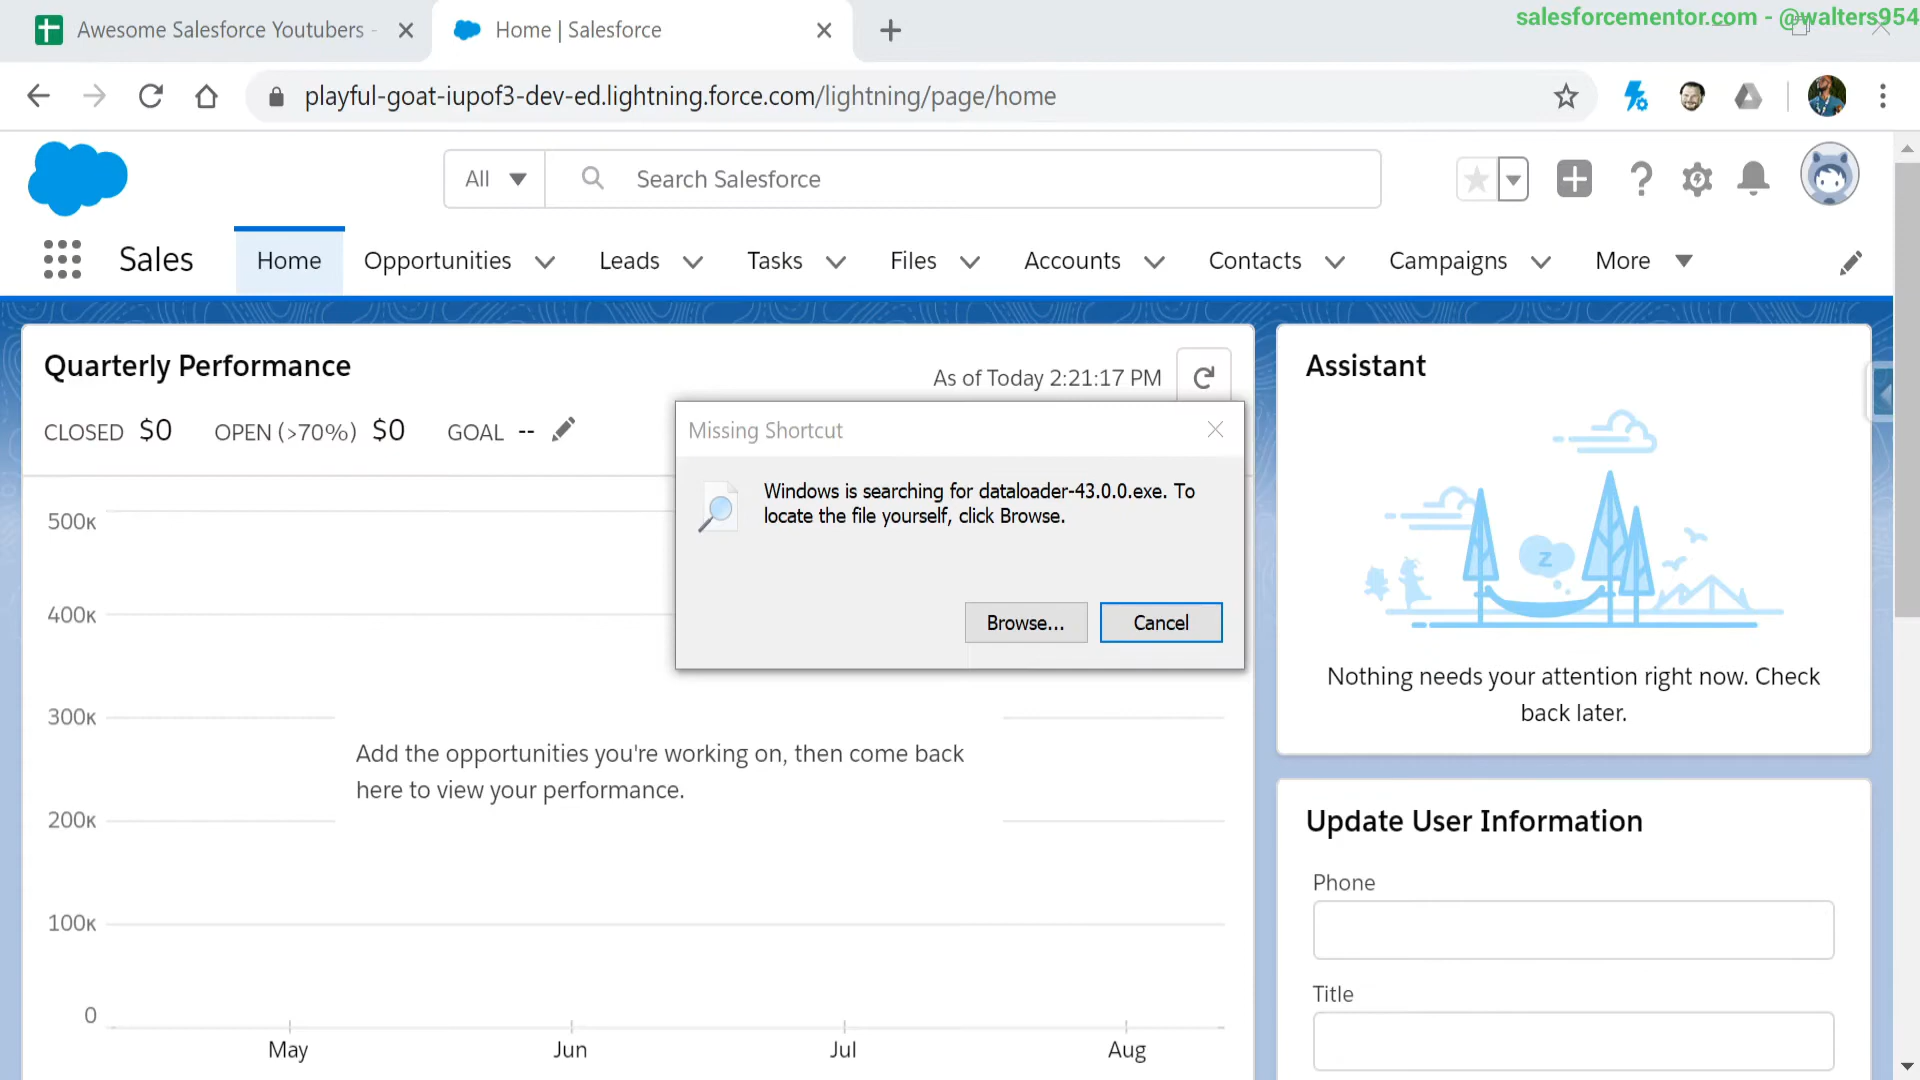 Awesome Salesforce Youtubers -
Home | Salesforce
salesforcementor.com - @walters954
playful-goat-iupof3-dev-ed.lightning.force.com/lightning/page/home
All
Search Salesforce
Sales
Home
Opportunities
Leads
Tasks
Files
Accounts
Contacts
Campaigns
More
Quarterly Performance
As of Today 2:21:17 PM
CLOSED $0 OPEN (>70%) $0 GOAL --
Missing Shortcut
Windows is searching for dataloader-43.0.0.exe. To
locate the file yourself, click Browse.
Browse...
Cancel
500K
400K
300K
200K
100K
0
Add the opportunities you're working on, then come back
here to view your performance.
May
Jun
Jul
Aug
Assistant
z
Nothing needs your attention right now. Check
back later.
Update User Information
Phone
Title